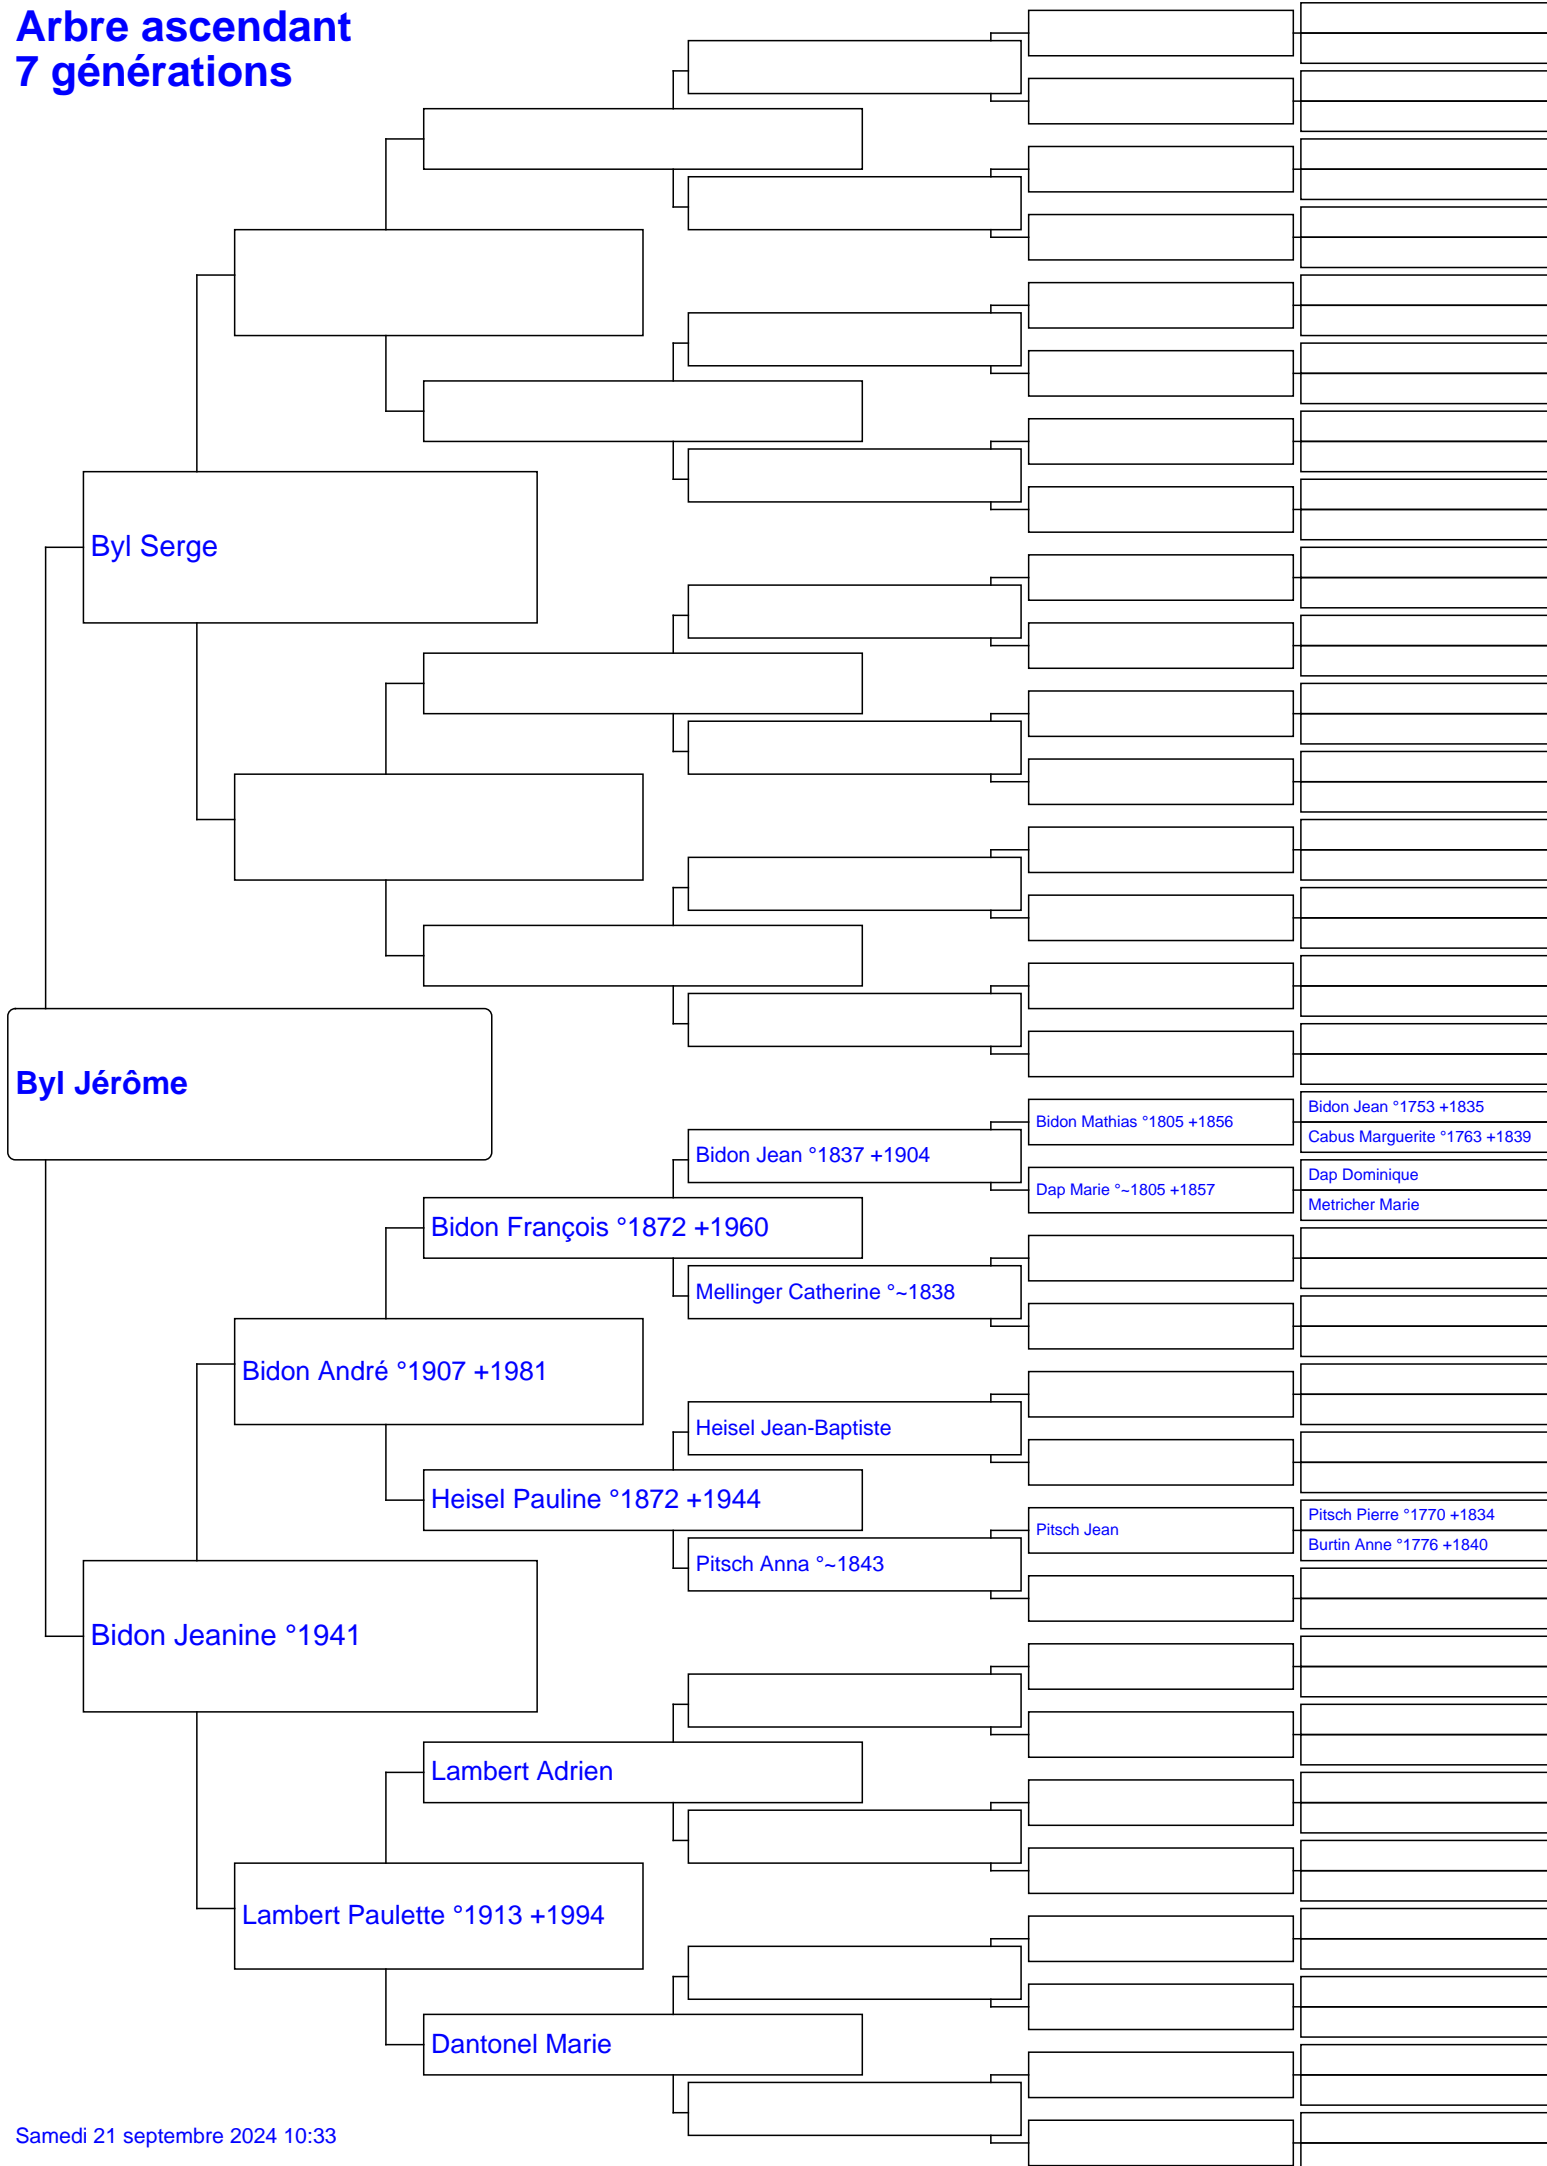 Arbre ascendant
7 générations
Byl Serge
Byl Jérôme
Bidon Jean °1753 +1835
Bidon Mathias °1805 +1856
Cabus Marguerite °1763 +1839
Bidon Jean °1837 +1904
Dap Dominique
Dap Marie °~1805 +1857
Metricher Marie
Bidon François °1872 +1960
Mellinger Catherine °~1838
Bidon André °1907 +1981
Heisel Jean-Baptiste
Heisel Pauline °1872 +1944
Pitsch Pierre °1770 +1834
Pitsch Jean
Burtin Anne °1776 +1840
Pitsch Anna °~1843
Bidon Jeanine °1941
Lambert Adrien
Lambert Paulette °1913 +1994
Dantonel Marie
Samedi 21 septembre 2024 10:33